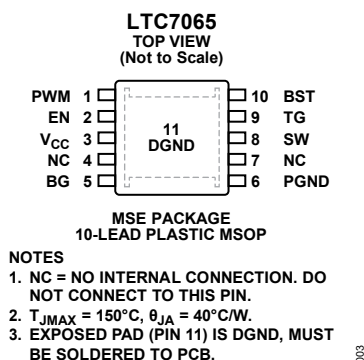 LTC7065
TOP VIEW
(Not to Scale)
PWM 1 10 BST
EN 2 9 TG
VCC 3 11 8 SW
DGND
NC 4 7 NC
BG 5 6 PGND
MSE PACKAGE
10-LEAD PLASTIC MSOP
NOTES
1. NC = NO INTERNAL CONNECTION. DO
NOT CONNECT TO THIS PIN.
2. TJMAX = 150°C, θJA = 40°C/W.
3. EXPOSED PAD (PIN 11) IS DGND, MUST
BE SOLDERED TO PCB.
003